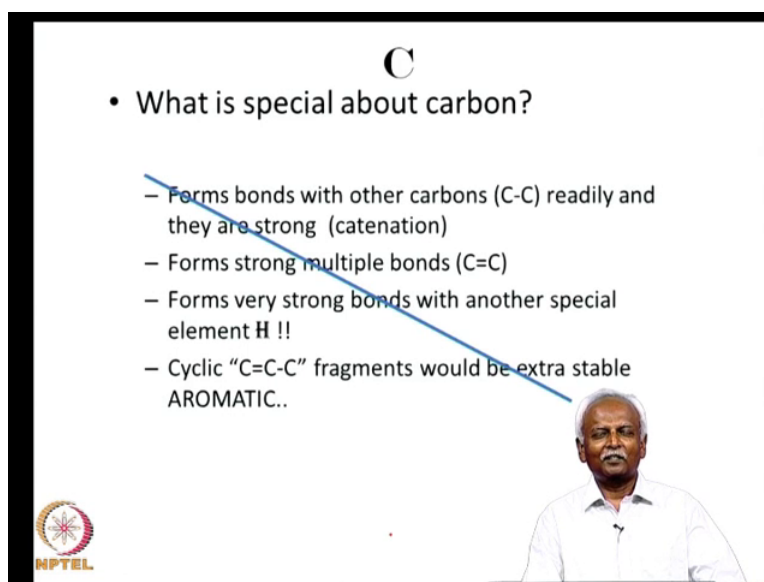 C
• What is special about carbon?
– Forms bonds with other carbons (C-C) readily and
they are strong (catenation)
– Forms strong multiple bonds (C=C)
– Forms very strong bonds with another special
element H !!
– Cyclic “C=C-C” fragments would be extra stable
AROMATIC..
NPTEL